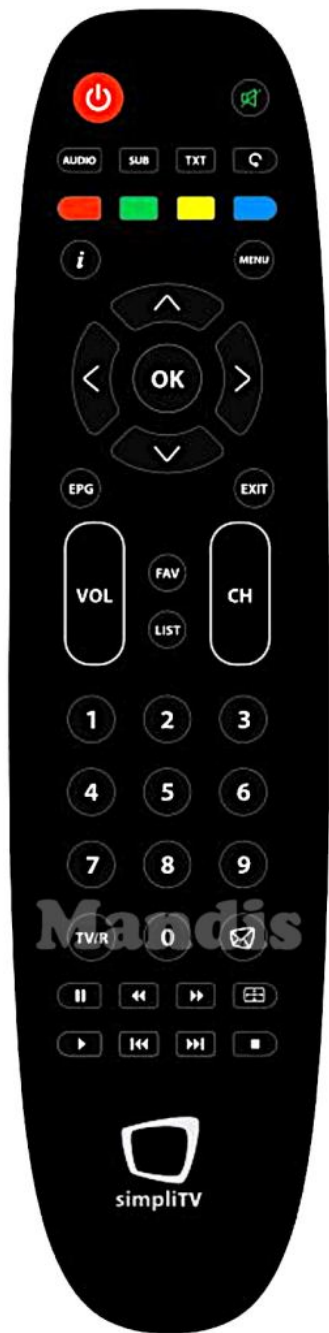 AUDIO SUB TXT
i MENU
OK
EPG EXIT
VOL FAV CH
LIST
1 2 3
4 5 6
7 8 9
Mandis
TV/R 0
simpliTV